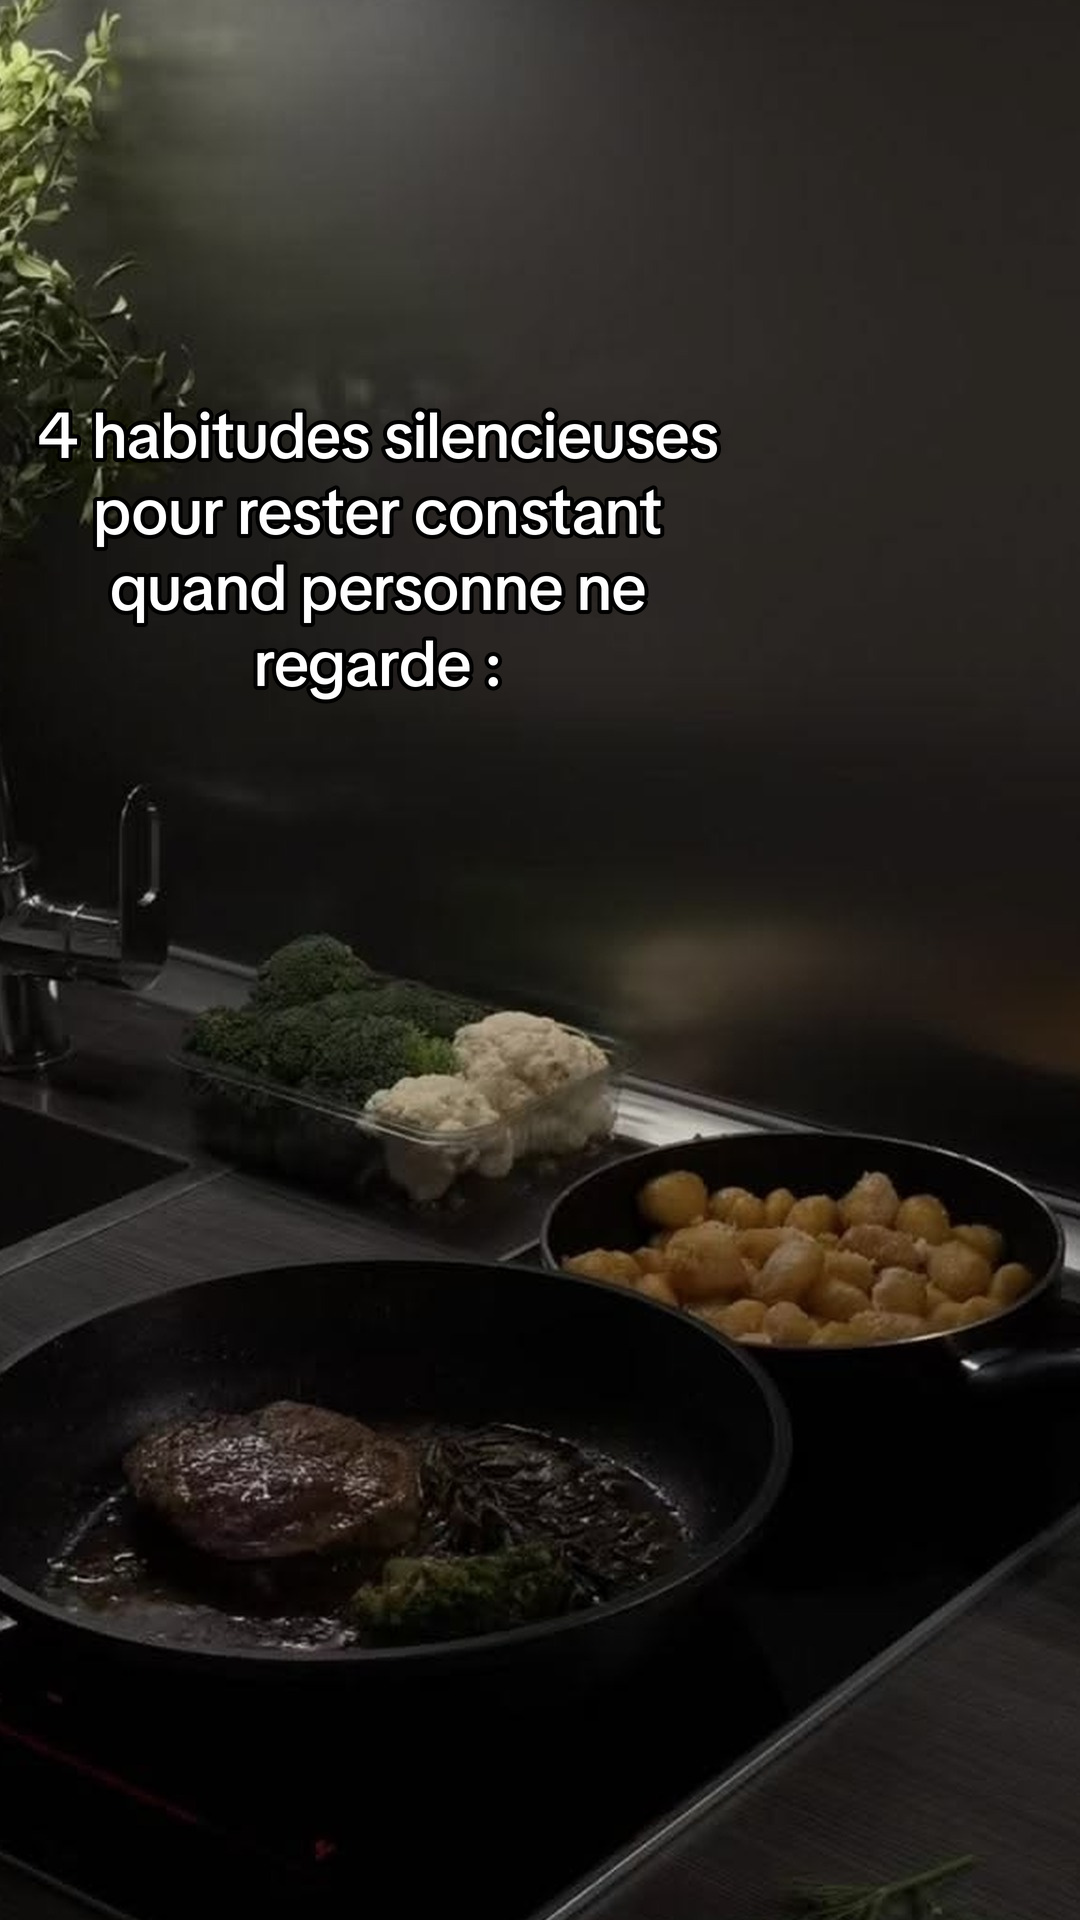 4 habitudes silencieuses
pour rester constant
quand personne ne
regarde :